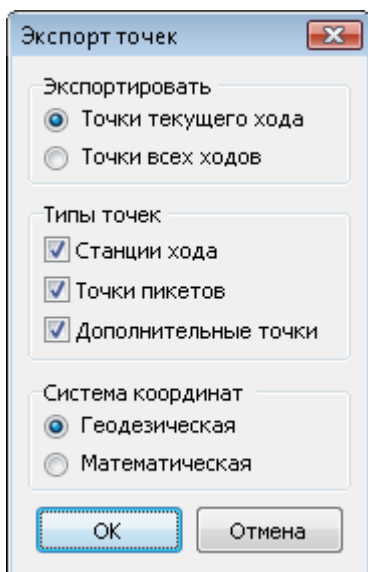 Экспорт точек
Экспортировать
Точки текущего хода
Точки всех ходов
Типы точек
Станции хода
Точки пикетов
Дополнительные точки
Система координат
Геодезическая
Математическая
ОК
Отмена